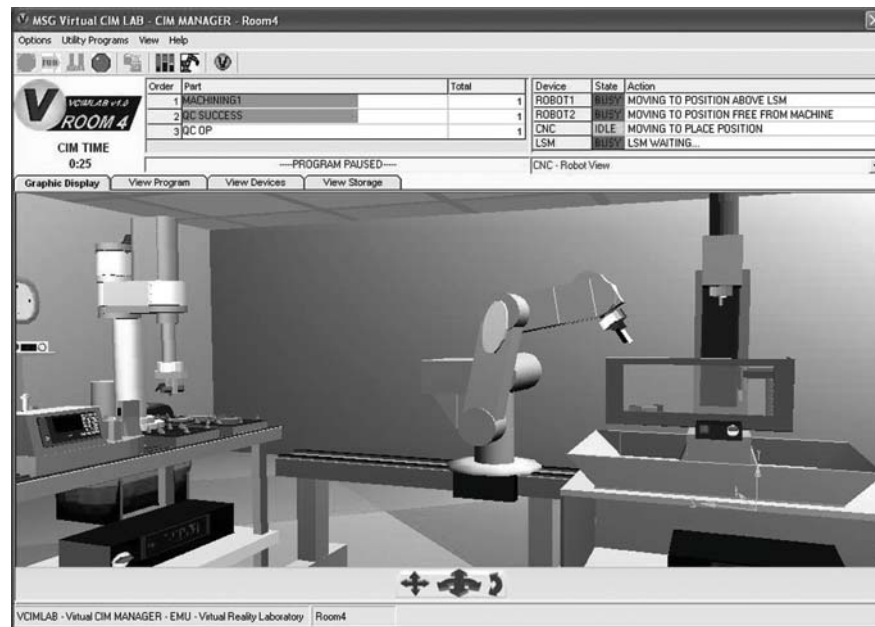 MSG Virtual CIM LAB - CIM MANAGER - Room4
Options Utility Programs View Help
V VCIMLAB v1.0
ROOM 4
CIM TIME
0:25
Order Part Total
1 MACHINING1 1
2 QC SUCCESS 1
3 QC OP 1
Device State Action
ROBOT1 BUSY MOVING TO POSITION ABOVE LSM
ROBOT2 BUSY MOVING TO POSITION FREE FROM MACHINE
CNC IDLE MOVING TO PLACE POSITION
LSM BUSY LSM WAITING...
----PROGRAM PAUSED----
CNC - Robot View
Graphic Display View Program View Devices View Storage
VCIMLAB - Virtual CIM MANAGER - EMU - Virtual Reality Laboratory Room4